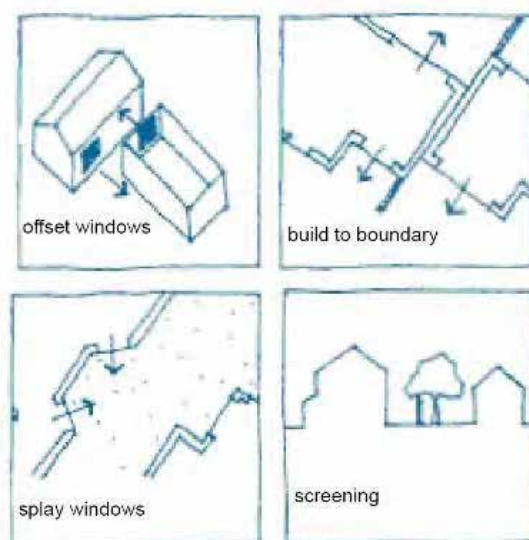 offset windows
build to boundary
splay windows
screening